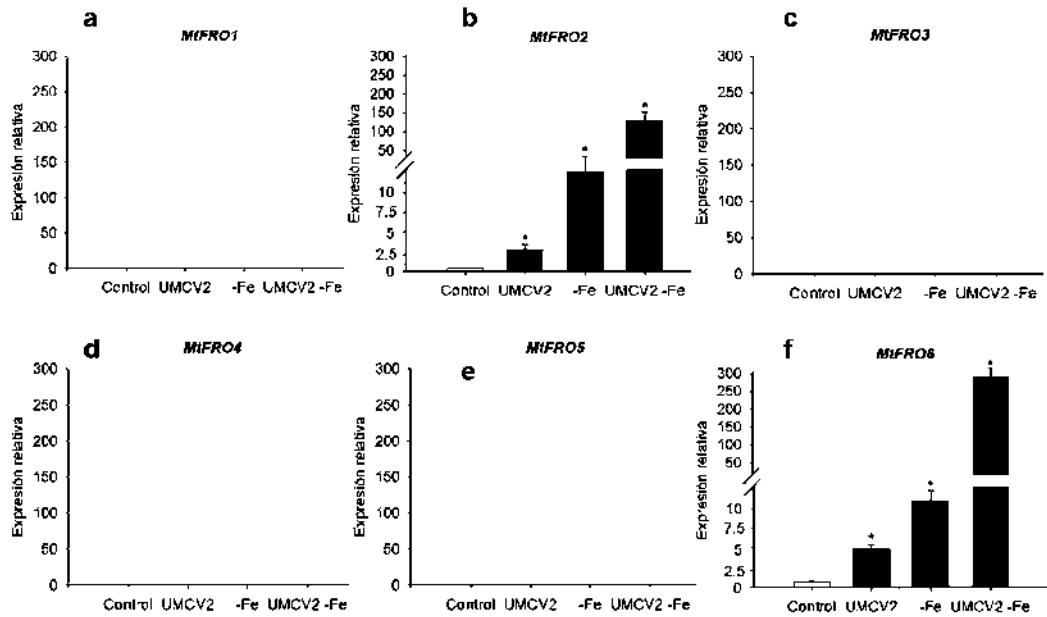 a
MtFRO1
Expresión relativa
300
250
200
150
100
50
0
Control UMCV2 -Fe UMCV2 -Fe
b
MtFRO2
Expresión relativa
300
250
200
150
100
50
10
7.5
5
2.5
0
*
*
*
Control UMCV2 -Fe UMCV2 -Fe
c
MtFRO3
Expresión relativa
300
250
200
150
100
50
0
Control UMCV2 -Fe UMCV2 -Fe
d
MtFRO4
Expresión relativa
300
250
200
150
100
50
0
Control UMCV2 -Fe UMCV2 -Fe
e
MtFRO5
Expresión relativa
300
250
200
150
100
50
0
Control UMCV2 -Fe UMCV2 -Fe
f
MtFRO6
Expresión relativa
300
250
200
150
100
50
10
7.5
5
2.5
*
*
*
Control UMCV2 -Fe UMCV2 -Fe